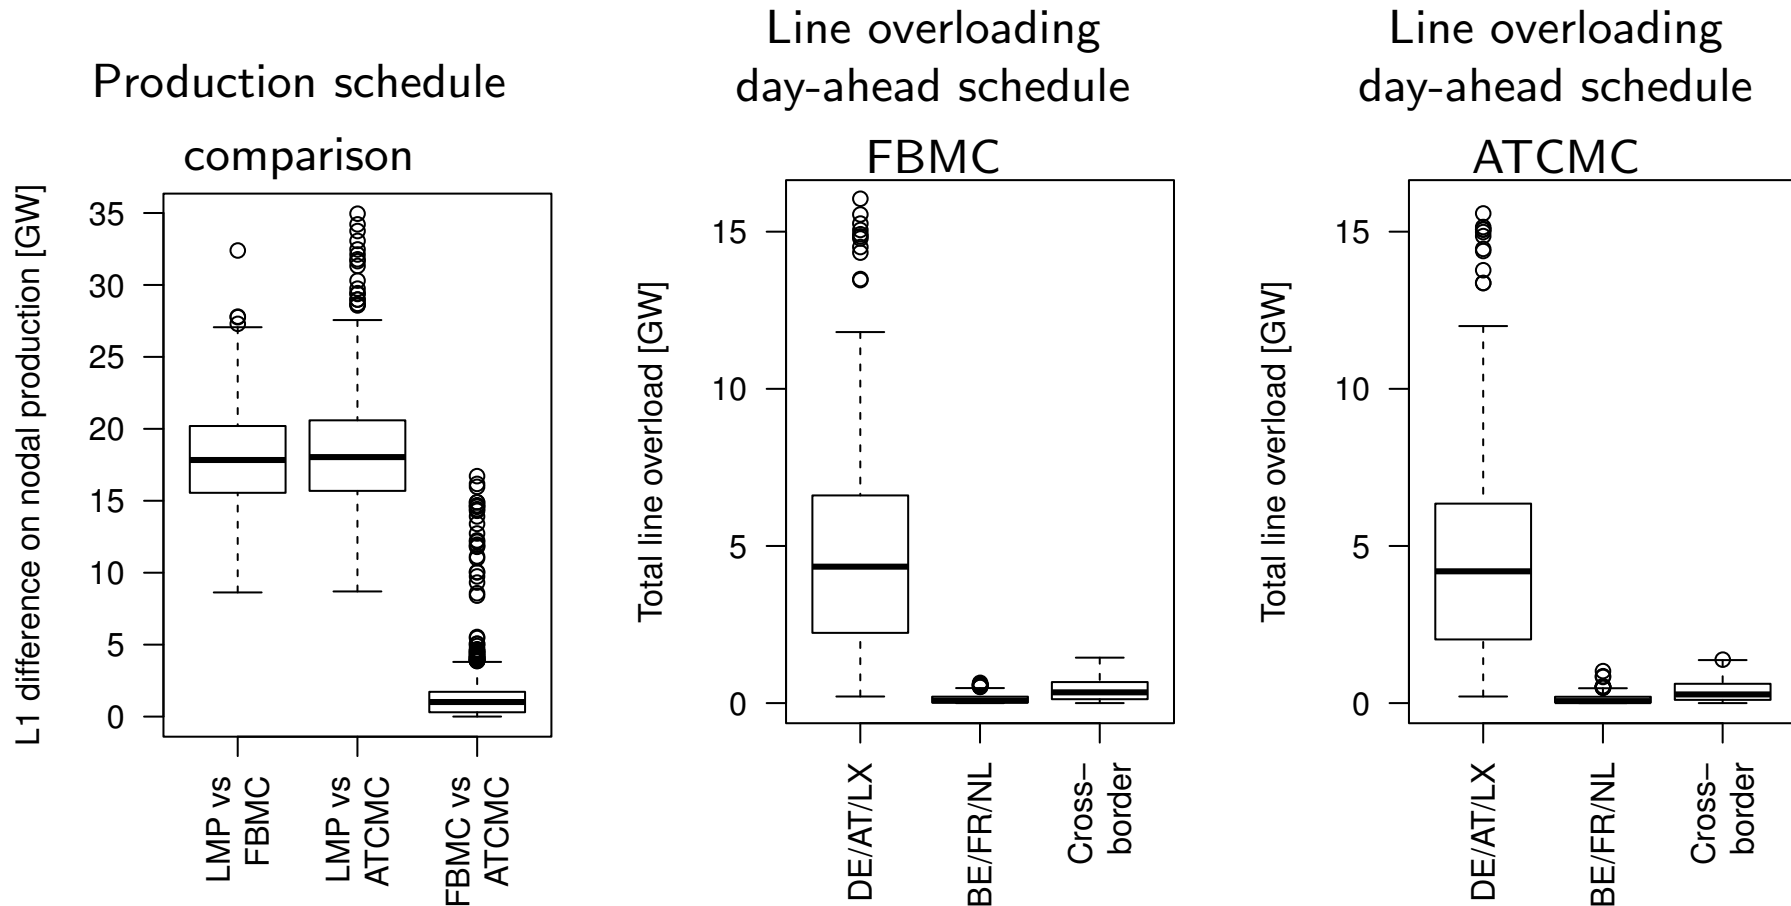 Production schedule
comparison
L1 difference on nodal production [GW]
35
30
25
20
15
10
5
0
LMP vs
FBMC
LMP vs
ATCMC
FBMC vs
ATCMC
Line overloading
day-ahead schedule
FBMC
Total line overload [GW]
15
10
5
0
DE/AT/LX
BE/FR/NL
Cross–
border
Line overloading
day-ahead schedule
ATCMC
Total line overload [GW]
15
10
5
0
DE/AT/LX
BE/FR/NL
Cross–
border